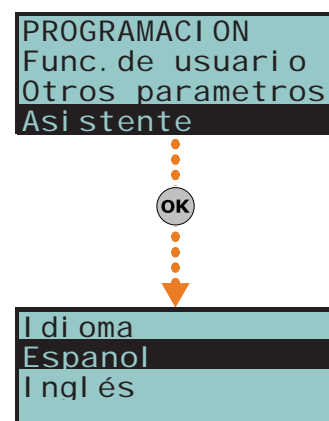 PROGRAMACION
Func.de usuario
Otros parametros
Asistente
OK
Idioma
Espanol
Inglés